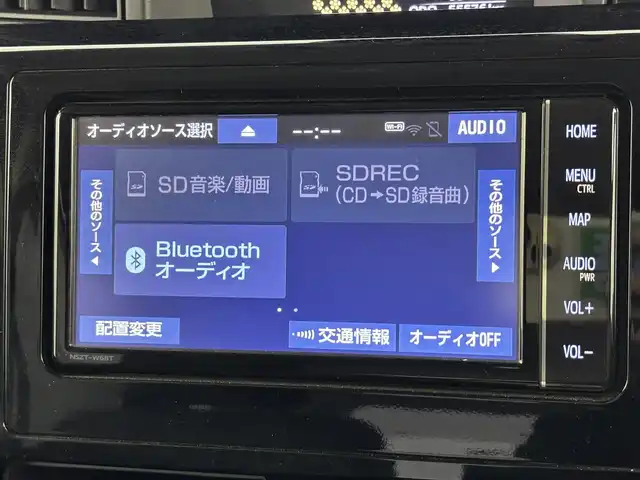 オーディオソース選択
--:--
Wi-Fi
AUDIO
その他のソース
SD音楽/動画
SDREC
(CD➔SD録音曲)
Bluetooth
オーディオ
その他のソース
配置変更
交通情報
オーディオOFF
HOME
MENU
CTRL
MAP
AUDIO
PWR
VOL+
VOL-
NSZT-W68T